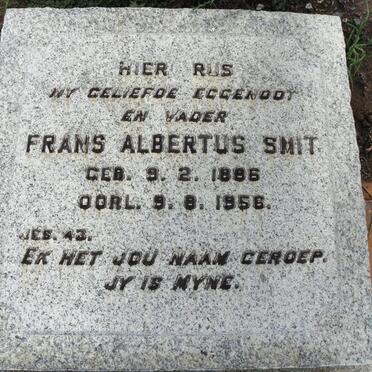 HIER RUS
MY GELIEFDE EGGENOOT
EN VADER
FRANS ALBERTUS SMIT
GEB. 9. 2. 1886
OORL. 9. 8. 1956.
JES. 43.
EK HET JOU NAAM GEROEP.
JY IS MYNE.